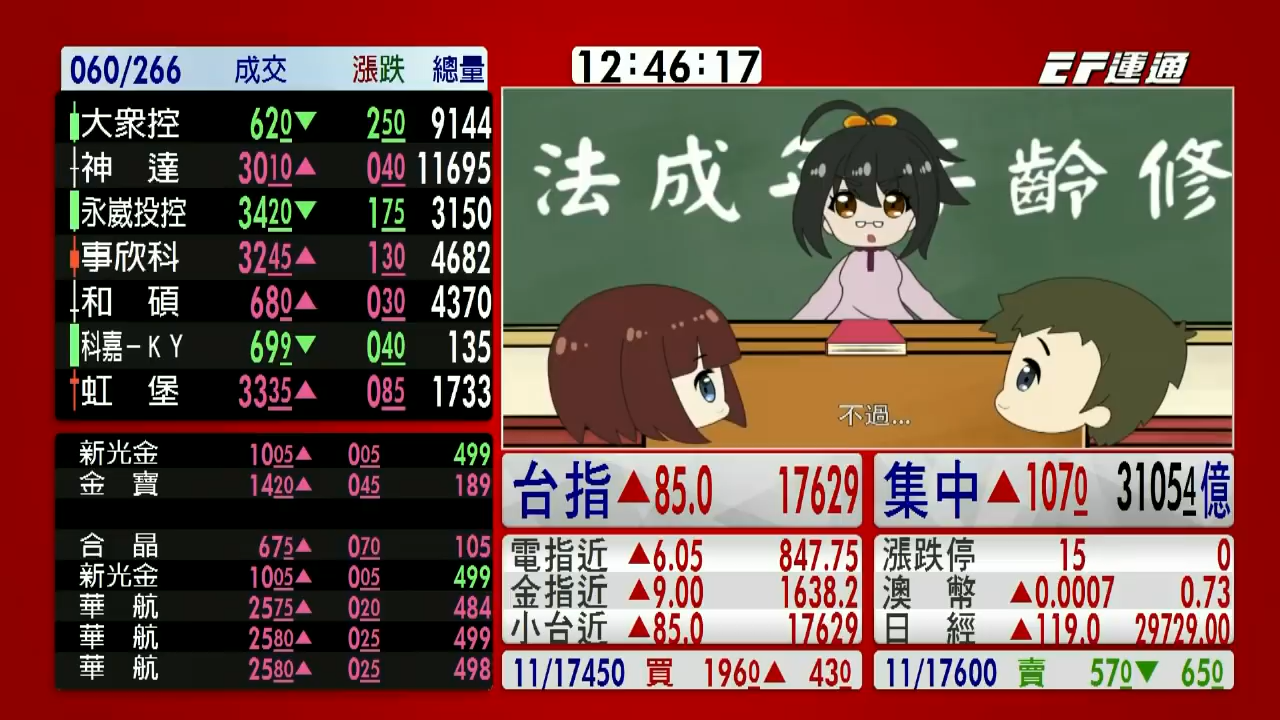 060/266 成交 漲跌 總量
大眾控 620▼ 250 9144
神達 3010▲ 040 11695
永崴投控 3420▼ 175 3150
事欣科 3245▲ 130 4682
和碩 680▲ 030 4370
科嘉-KY 699▼ 040 135
虹堡 3335▲ 085 1733
新光金 1005▲ 005 499
金寶 1420▲ 045 189
合晶 675▲ 070 105
新光金 1005▲ 005 499
華航 2575▲ 020 484
華航 2580▲ 025 499
華航 2580▲ 025 498
12:46:17
EF運通
法成年齡修
不過...
台指▲85.0 17629
集中▲1070 31054億
電指近 ▲6.05 847.75
金指近 ▲9.00 1638.2
小台近 ▲85.0 17629
漲跌停 15 0
澳幣 ▲0.0007 0.73
日經 ▲119.0 29729.00
11/17450 買 1960▲ 430
11/17600 賣 570▼ 650